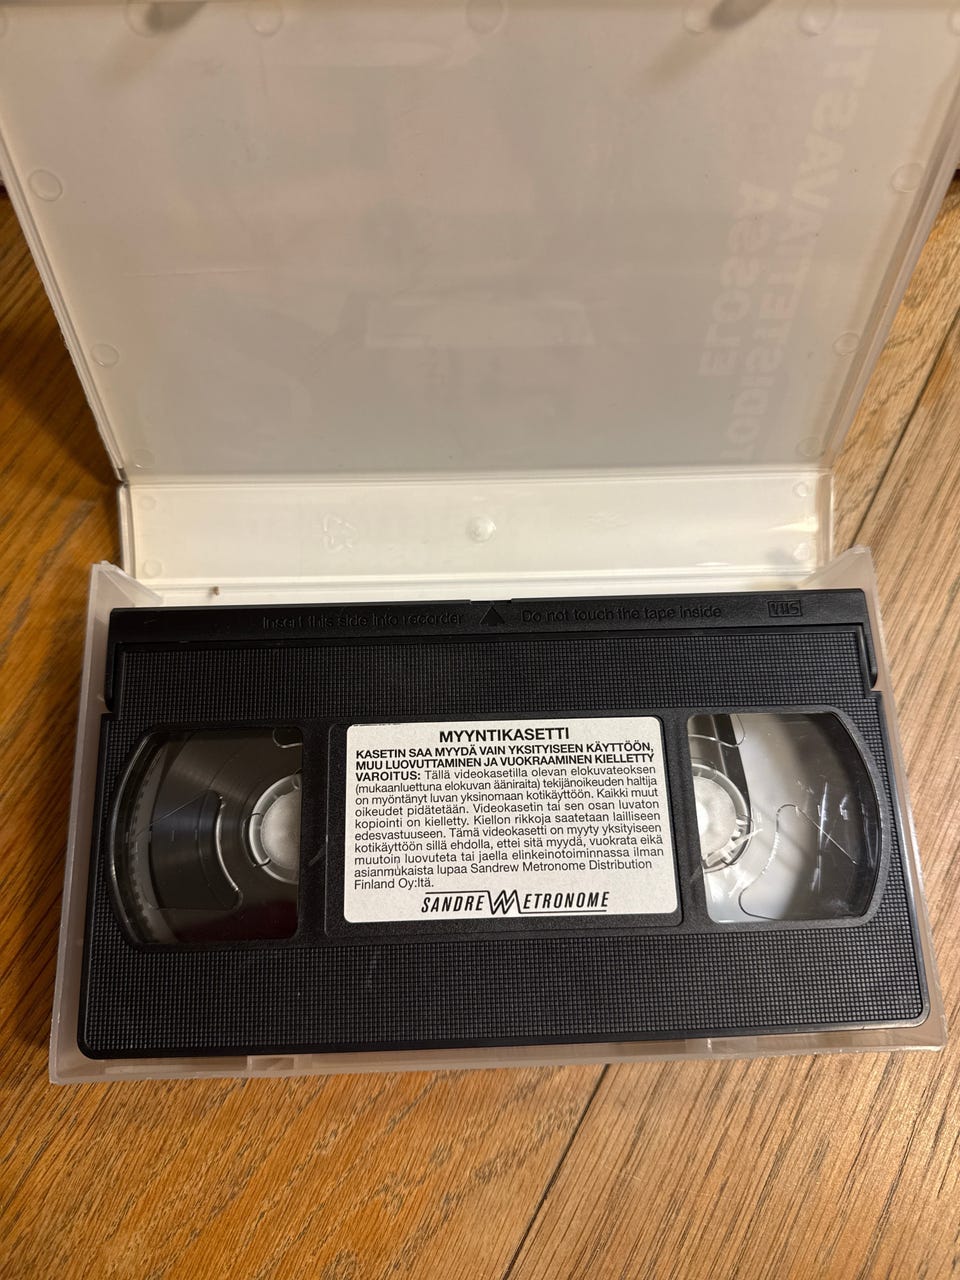 ELOSSA
TODISTETTAVASTI
Insert this side into recorder ▲ Do not touch the tape inside VHS
MYYNTIKASETTI
KASETIN SAA MYYDÄ VAIN YKSITYISEEN KÄYTTÖÖN,
MUU LUOVUTTAMINEN JA VUOKRAAMINEN KIELLETTY
VAROITUS: Tällä videokasetilla olevan elokuvateoksen
(mukaanluettuna elokuvan ääniraita) tekijänoikeuden haltija
on myöntänyt luvan yksinomaan kotikäyttöön. Kaikki muut
oikeudet pidätetään. Videokasetin tai sen osan luvaton
kopiointi on kielletty. Kiellon rikkoja saatetaan lailliseen
edesvastuuseen. Tämä videokasetti on myyty yksityiseen
kotikäyttöön sillä ehdolla, ettei sitä myydä, vuokrata eikä
muutoin luovuteta tai jaella elinkeinotoiminnassa ilman
asianmukaista lupaa Sandrew Metronome Distribution
Finland Oy:ltä.
SANDREW METRONOME